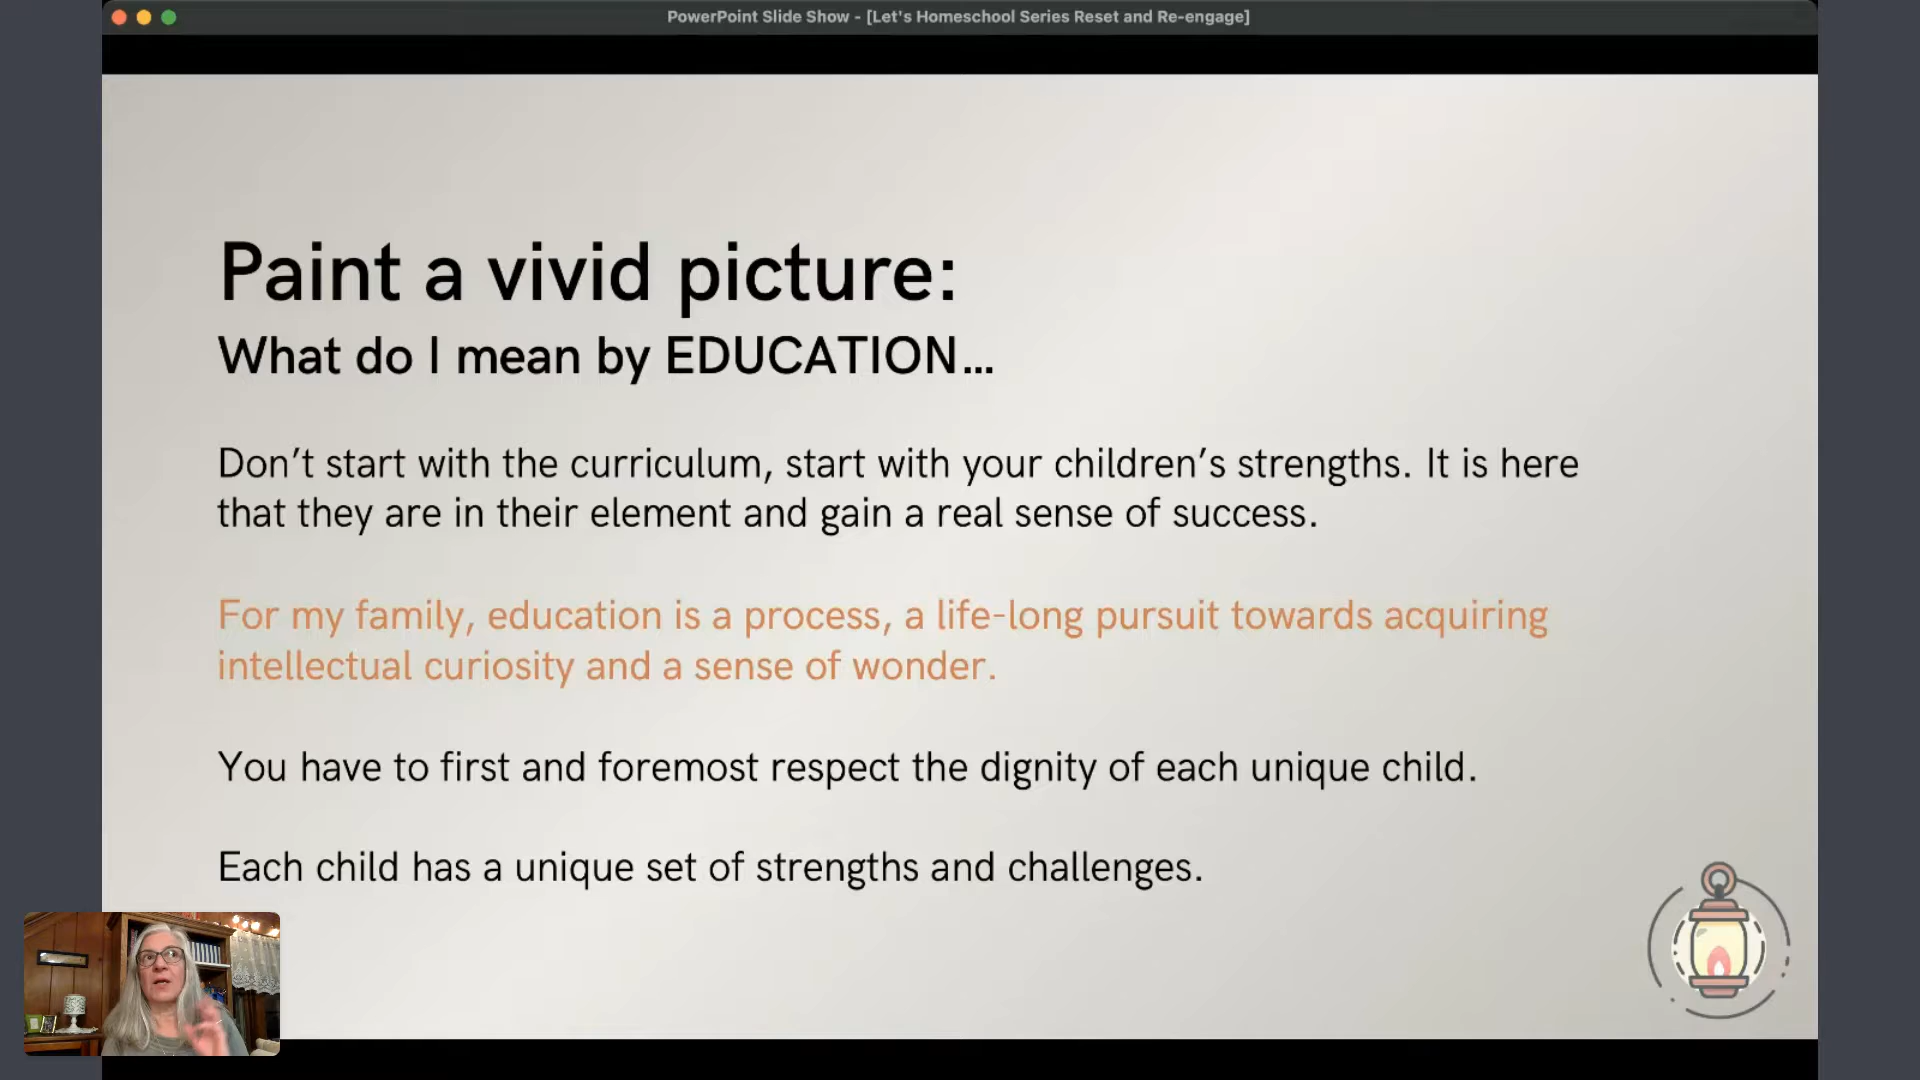 PowerPoint Slide Show - [Let's Homeschool Series Reset and Re-engage]
Paint a vivid picture:
What do I mean by EDUCATION...
Don’t start with the curriculum, start with your children’s strengths. It is here
that they are in their element and gain a real sense of success.
For my family, education is a process, a life-long pursuit towards acquiring
intellectual curiosity and a sense of wonder.
You have to first and foremost respect the dignity of each unique child.
Each child has a unique set of strengths and challenges.